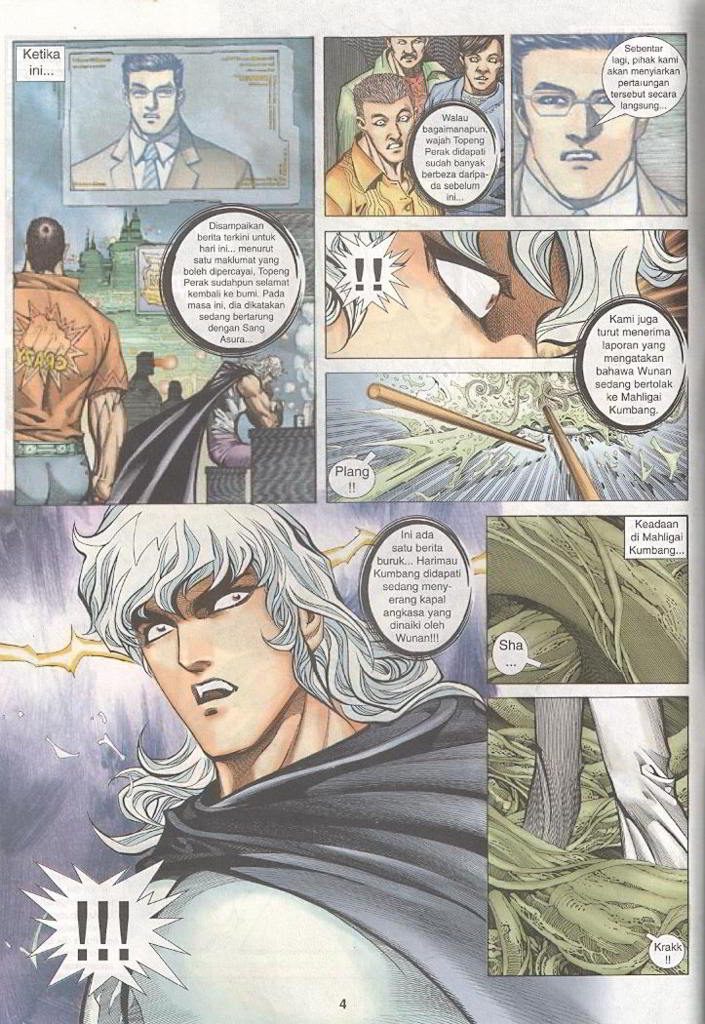 Ketika
ini...
Disampaikan
berita terkini untuk
hari ini... menurut
satu maklumat yang
boleh dipercayai, Topeng
Perak sudahpun selamat
kembali ke bumi. Pada
masa ini, dia dikatakan
sedang bertarung
dengan Sang
Asura...
Walau
bagaimanapun,
wajah Topeng
Perak didapati
sudah banyak
berbeza daripa-
da sebelum
ini...
Sebentar
lagi, pihak kami
akan menyiarkan
pertarungan
tersebut secara
langsung...
!!
Kami juga
turut menerima
laporan yang
mengatakan
bahawa Wunan
sedang bertolak
ke Mahligai
Kumbang.
Plang
!!
Ini ada
satu berita
buruk... Harimau
Kumbang didapati
sedang meny-
erang kapal
angkasa yang
dinaiki oleh
Wunan!!!
!!!
Keadaan
di Mahligai
Kumbang...
Sha
...
Krakk
!!
4